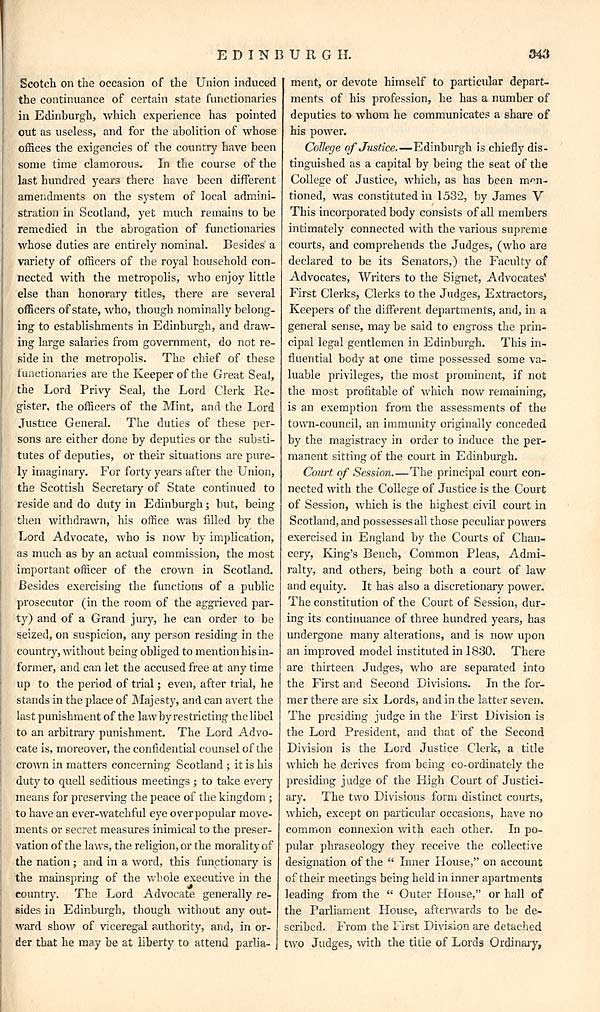 EDINBURGH. 343
Scotch on the occasion of the Union induced
the continuance of certain state functionaries
in Edinburgh, which experience has pointed
out as useless, and for the abolition of whose
offices the exigencies of the country have been
some time clamorous. In the course of the
last hundred years there have been different
amendments on the system of local admini-
stration in Scotland, yet much remains to be
remedied in the abrogation of functionaries
whose duties are entirely nominal. Besides a
variety of officers of the royal household con-
nected with the metropolis, who enjoy little
else than honorary titles, there are several
officers of state, who, though nominally belong-
ing to establishments in Edinburgh, and draw-
ing large salaries from government, do not re-
side in the metropolis. The chief of these
functionaries are the Keeper of the Great Seal,
the Lord Privy Seal, the Lord Clerk Re-
gister, the officers of the Mint, and the Lord
Justice General. The duties of these per-
sons are either done by deputies or the substi-
tutes of deputies, or their situations are pure-
ly imaginary. For forty years after the Union,
the Scottish Secretary of State continued to
reside and do duty in Edinburgh; but, being
then withdrawn, his office was filled by the
Lord Advocate, who is now by implication,
as much as by an actual commission, the most
important officer of the crown in Scotland.
Besides exercising the functions of a public
prosecutor (in the room of the aggrieved par-
ty) and of a Grand jury, he can order to be
seized, on suspicion, any person residing in the
country, without being obliged to mention his in-
former, and can let the accused free at any time
up to the period of trial; even, after trial, he
stands in the place of Majesty, and can avert the
last punishment of the law by restricting the libel
to an arbitrary punishment. The Lord Advo-
cate is, moreover, the confidential counsel of the
crown in matters concerning Scotland; it is his
duty to quell seditious meetings; to take every
means for preserving the peace of the kingdom;
to have an ever-watchful eye over popular move-
ments or secret measures inimical to the preser-
vation of the laws, the religion, or the morality of
the nation; and in a word, this functionary is
the mainspring of the whole executive in the
country. The Lord Advocate generally re-
sides in Edinburgh, though without any out-
ward show of viceregal authority, and, in or-
der that he may be at liberty to attend parlia-
ment, or devote himself to particular depart-
ments of his profession, he has a number of
deputies to whom he communicates a share of
his power.
College of Justice.—Edinburgh is chiefly dis-
tinguished as a capital by being the seat of the
College of Justice, which, as has been men-
tioned, was constituted in 1532, by James V
This incorporated body consists of all members
intimately connected with the various supreme
courts, and comprehends the Judges, (who are
declared to be its Senators,) the Faculty of
Advocates, Writers to the Signet, Advocates'
First Clerks, Clerks to the Judges, Extractors,
Keepers of the different departments, and, in a
general sense, may be said to engross the prin-
cipal legal gentlemen in Edinburgh. This in-
fluential body at one time possessed some va-
luable privileges, the most prominent, if not
the most profitable of which now remaining,
is an exemption from the assessments of the
town-council, an immunity originally conceded
by the magistracy in order to induce the per-
manent sitting of the court in Edinburgh.
Court of Session.—The principal court con-
nected with the College of Justice is the Court
of Session, which is the highest civil court in
Scotland, and possesses all those peculiar powers
exercised in England by the Courts of Chan-
cery, King's Bench, Common Pleas, Admi-
ralty, and others, being both a court of law
and equity. It has also a discretionary power.
The constitution of the Court of Session, dur-
ing its continuance of three hundred years, has
undergone many alterations, and is now upon
an improved model instituted in 1830. There
are thirteen Judges, who are separated into
the First and Second Divisions. In the for-
mer there are six Lords, and in the latter seven.
The presiding judge in the First Division is
the Lord President, and that of the Second
Division is the Lord Justice Clerk, a title
which he derives from being co-ordinately the
presiding judge of the High Court of Justici-
ary. The two Divisions form distinct courts,
which, except on particular occasions, have no
common connexion with each other. In po-
pular phraseology they receive the collective
designation of the " Inner House," on account
of their meetings being held in inner apartments
leading from the " Outer House," or hall of
the Parliament House, afterwards to be de-
scribed. From the First Division are detached
two Judges, with the title of Lords Ordinary,